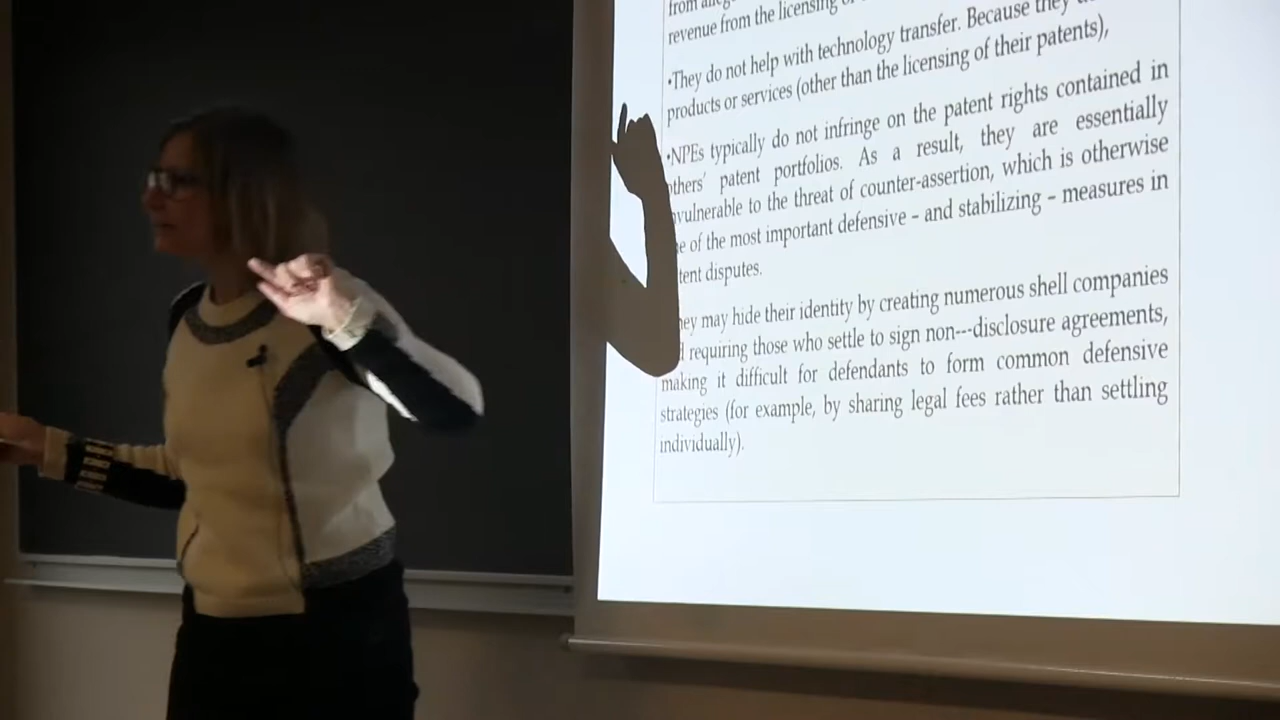 from
revenue from the licensing
•They do not help with technology transfer. Because they
products or services (other than the licensing of their patents),
•NPEs typically do not infringe on the patent rights contained in
others' patent portfolios. As a result, they are essentially
vulnerable to the threat of counter-assertion, which is otherwise
of the most important defensive – and stabilizing – measures in
tent disputes.
hey may hide their identity by creating numerous shell companies
requiring those who settle to sign non---disclosure agreements,
making it difficult for defendants to form common defensive
strategies (for example, by sharing legal fees rather than settling
individually).